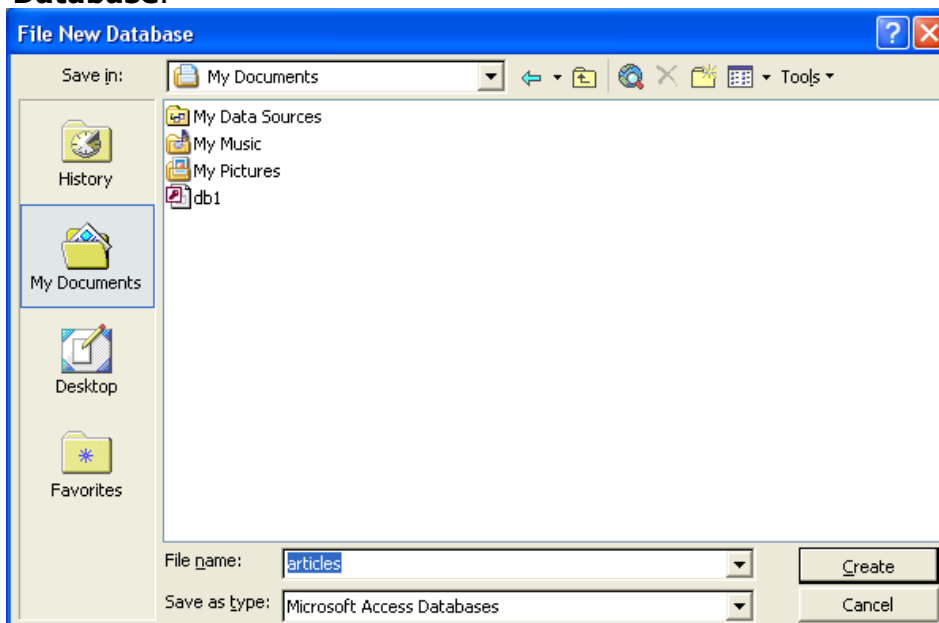 Database.
File New Database
Save in:
My Documents
Tools
My Data Sources
My Music
My Pictures
db1
History
My Documents
Desktop
Favorites
File name:
articles
Create
Save as type:
Microsoft Access Databases
Cancel